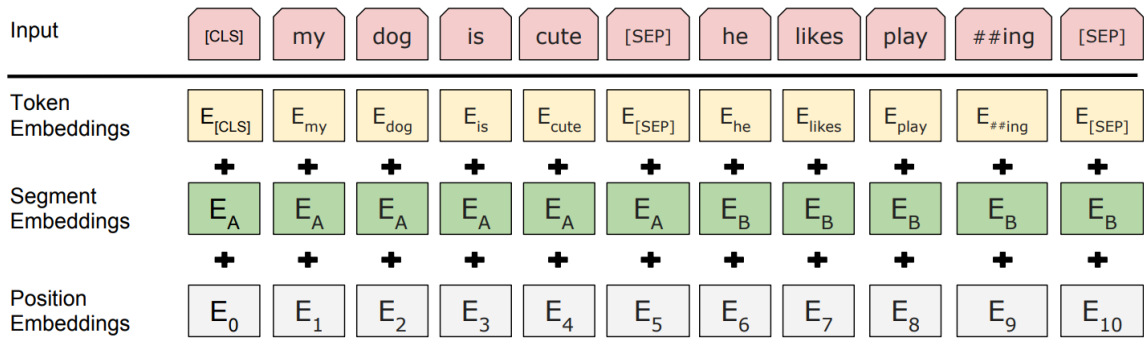 Input [CLS] my dog is cute [SEP] he likes play ##ing [SEP]
Token Embeddings E[CLS] Emy Edog Eis Ecute E[SEP] Ehe Elikes Eplay E##ing E[SEP]
+ + + + + + + + + + +
Segment Embeddings EA EA EA EA EA EA EB EB EB EB EB
+ + + + + + + + + + +
Position Embeddings E0 E1 E2 E3 E4 E5 E6 E7 E8 E9 E10